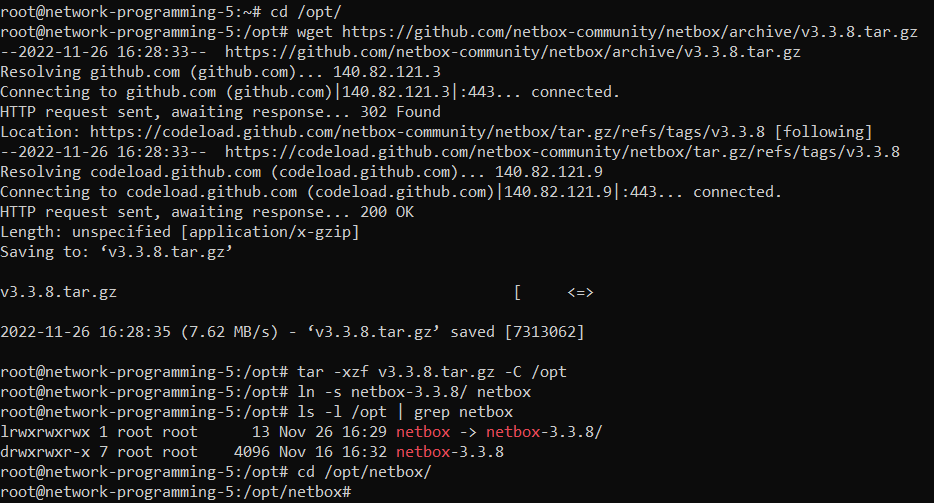 root@network-programming-5:~# cd /opt/
root@network-programming-5:/opt# wget https://github.com/netbox-community/netbox/archive/v3.3.8.tar.gz
--2022-11-26 16:28:33--  https://github.com/netbox-community/netbox/archive/v3.3.8.tar.gz
Resolving github.com (github.com)... 140.82.121.3
Connecting to github.com (github.com)|140.82.121.3|:443... connected.
HTTP request sent, awaiting response... 302 Found
Location: https://codeload.github.com/netbox-community/netbox/tar.gz/refs/tags/v3.3.8 [following]
--2022-11-26 16:28:33--  https://codeload.github.com/netbox-community/netbox/tar.gz/refs/tags/v3.3.8
Resolving codeload.github.com (codeload.github.com)... 140.82.121.9
Connecting to codeload.github.com (codeload.github.com)|140.82.121.9|:443... connected.
HTTP request sent, awaiting response... 200 OK
Length: unspecified [application/x-gzip]
Saving to: ‘v3.3.8.tar.gz’
v3.3.8.tar.gz                                            [     <=>
2022-11-26 16:28:35 (7.62 MB/s) - ‘v3.3.8.tar.gz’ saved [7313062]
root@network-programming-5:/opt# tar -xzf v3.3.8.tar.gz -C /opt
root@network-programming-5:/opt# ln -s netbox-3.3.8/ netbox
root@network-programming-5:/opt# ls -l /opt | grep netbox
lrwxrwxrwx 1 root root      13 Nov 26 16:29 netbox -> netbox-3.3.8/
drwxrwxr-x 7 root root    4096 Nov 16 16:32 netbox-3.3.8
root@network-programming-5:/opt# cd /opt/netbox/
root@network-programming-5:/opt/netbox#